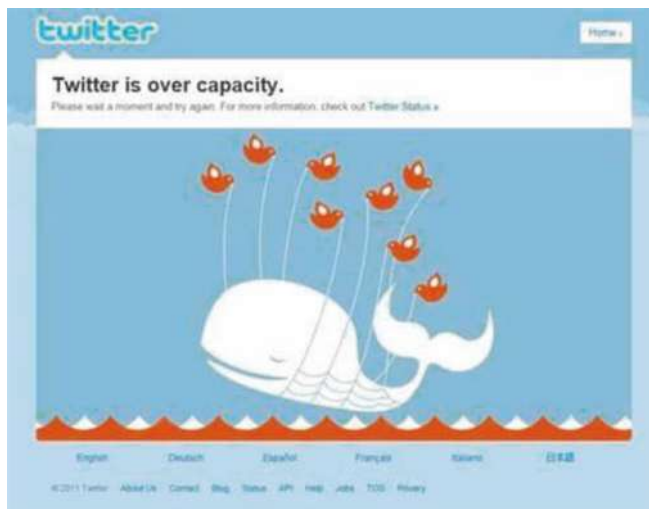 twitter
Home ›
Twitter is over capacity.
Please wait a moment and try again. For more information, check out Twitter Status »
English Deutsch Español Français Italiano 日本語
© 2011 Twitter About Us Contact Blog Status API Help Jobs TOS Privacy